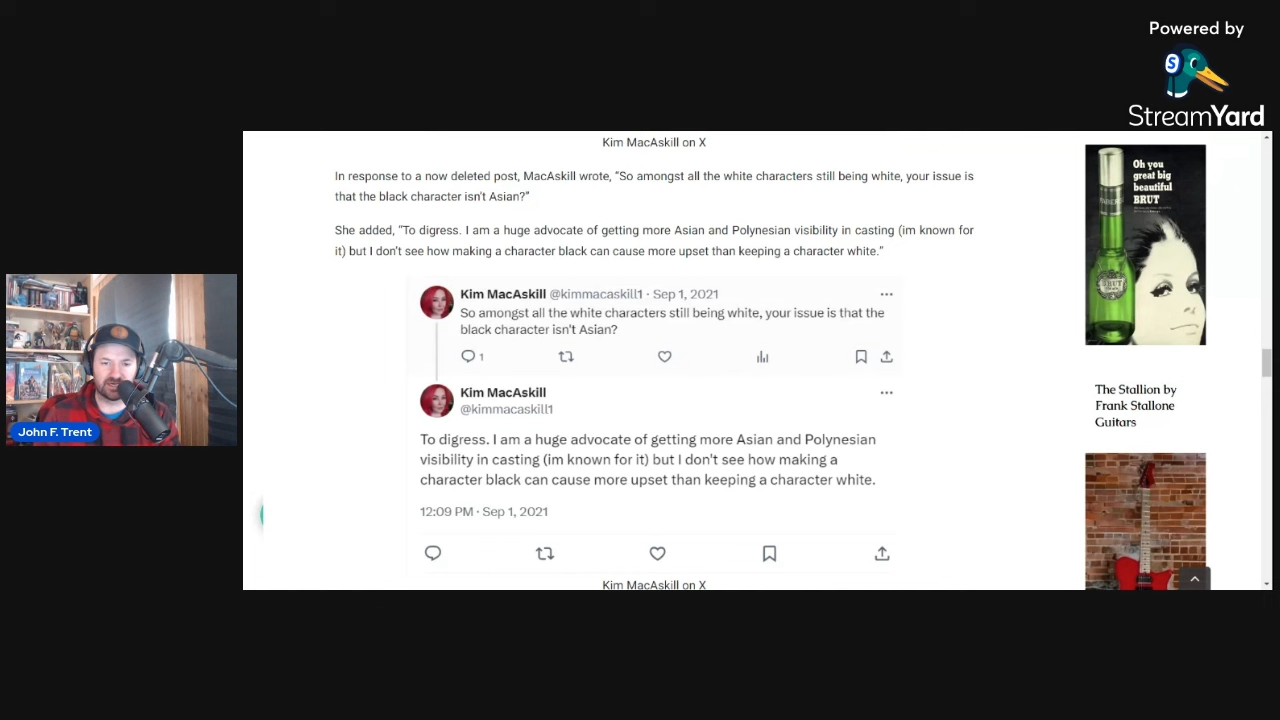 Powered by
S
StreamYard
Kim MacAskill on X
In response to a now deleted post, MacAskill wrote, “So amongst all the white characters still being white, your issue is
that the black character isn't Asian?”
She added, “To digress. I am a huge advocate of getting more Asian and Polynesian visibility in casting (im known for
it) but I don't see how making a character black can cause more upset than keeping a character white.”
Kim MacAskill @kimmacaskill1 · Sep 1, 2021
So amongst all the white characters still being white, your issue is that the
black character isn't Asian?
1
Kim MacAskill
@kimmacaskill1
To digress. I am a huge advocate of getting more Asian and Polynesian
visibility in casting (im known for it) but I don't see how making a
character black can cause more upset than keeping a character white.
12:09 PM · Sep 1, 2021
Kim MacAskill on X
Oh you
great big
beautiful
BRUT
The Stallion by
Frank Stallone
Guitars
John F. Trent